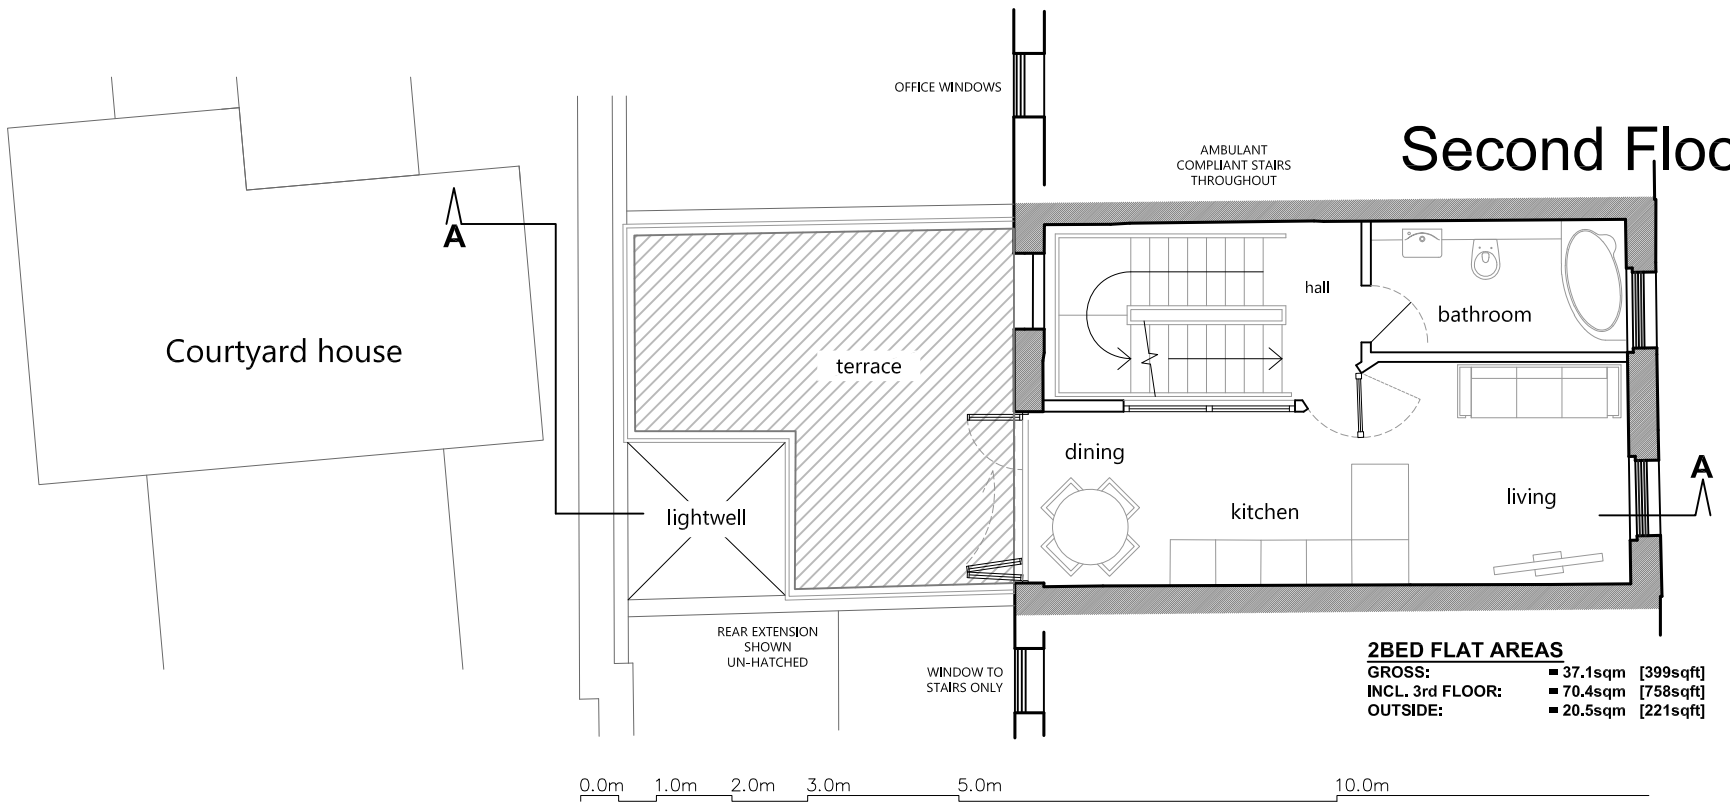 OFFICE WINDOWS
AMBULANT
COMPLIANT STAIRS
THROUGHOUT
Second Floo
A
hall
bathroom
Courtyard house
terrace
dining
A
living
kitchen
lightwell
REAR EXTENSION
SHOWN
UN-HATCHED
WINDOW TO
STAIRS ONLY
2BED FLAT AREAS
GROSS: = 37.1sqm [399sqft]
INCL. 3rd FLOOR: = 70.4sqm [758sqft]
OUTSIDE: = 20.5sqm [221sqft]
0.0m 1.0m 2.0m 3.0m 5.0m 10.0m